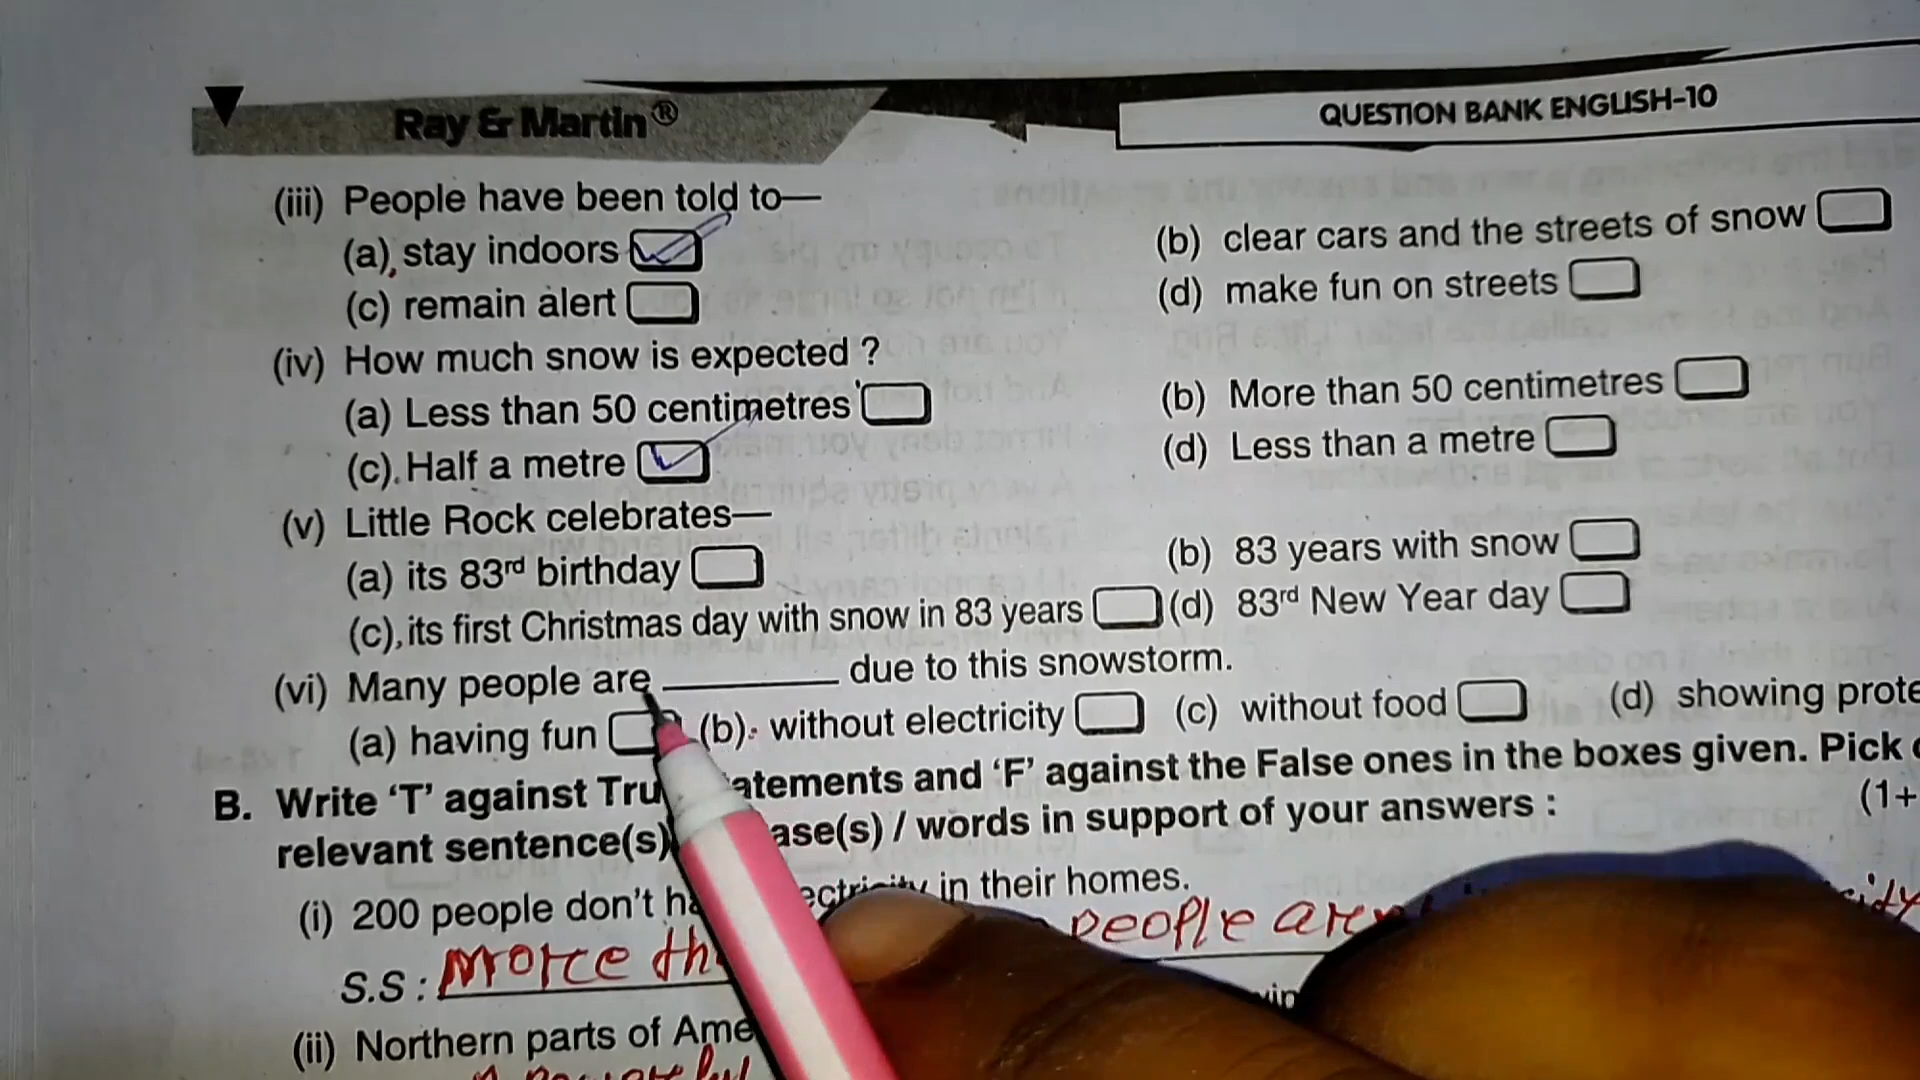 Ray & Martin®
QUESTION BANK ENGLISH-10
(iii) People have been told to—
(a) stay indoors
(b) clear cars and the streets of snow
(c) remain alert
(d) make fun on streets
(iv) How much snow is expected ?
(a) Less than 50 centimetres
(b) More than 50 centimetres
(c) Half a metre
(d) Less than a metre
(v) Little Rock celebrates—
(a) its 83rd birthday
(b) 83 years with snow
(c) its first Christmas day with snow in 83 years
(d) 83rd New Year day
(vi) Many people are ________ due to this snowstorm.
(a) having fun (b) without electricity (c) without food (d) showing prote
B. Write ‘T’ against Tru atements and ‘F’ against the False ones in the boxes given. Pick
relevant sentence(s) ase(s) / words in support of your answers : (1+
(i) 200 people don't ha ectricity in their homes.
S.S : More th people are
(ii) Northern parts of Ame